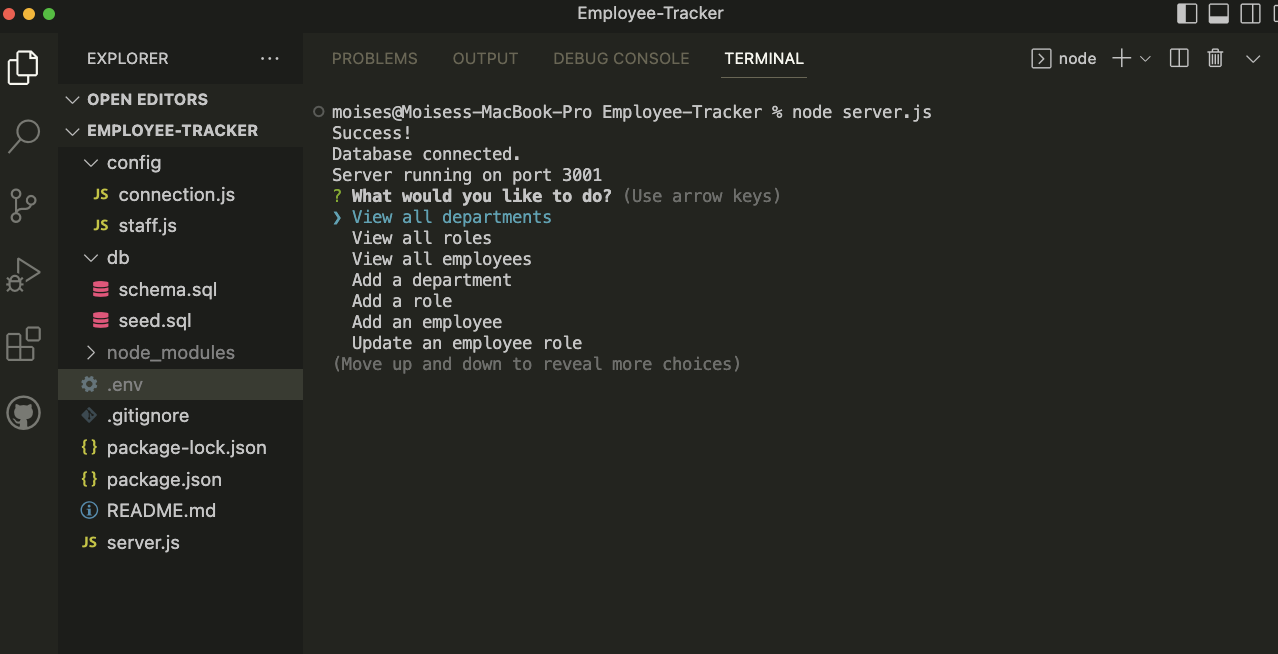 Employee-Tracker
EXPLORER ...
OPEN EDITORS
EMPLOYEE-TRACKER
config
JS connection.js
JS staff.js
db
schema.sql
seed.sql
node_modules
.env
.gitignore
{} package-lock.json
{} package.json
README.md
JS server.js
PROBLEMS OUTPUT DEBUG CONSOLE TERMINAL node
moises@Moisess-MacBook-Pro Employee-Tracker % node server.js
Success!
Database connected.
Server running on port 3001
? What would you like to do? (Use arrow keys)
❯ View all departments
View all roles
View all employees
Add a department
Add a role
Add an employee
Update an employee role
(Move up and down to reveal more choices)